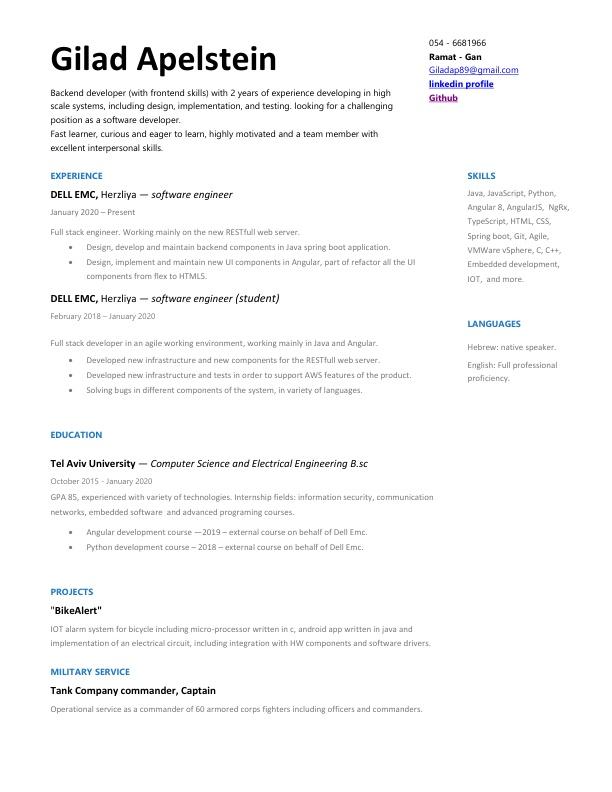 Gilad Apelstein
054 - 6681966
Ramat - Gan
Giladap89@gmail.com
linkedin profile
Github
Backend developer (with frontend skills) with 2 years of experience developing in high
scale systems, including design, implementation, and testing. looking for a challenging
position as a software developer.
Fast learner, curious and eager to learn, highly motivated and a team member with
excellent interpersonal skills.
EXPERIENCE
DELL EMC, Herzliya — software engineer
January 2020 – Present
Full stack engineer. Working mainly on the new RESTfull web server.
• Design, develop and maintain backend components in Java spring boot application.
• Design, implement and maintain new UI components in Angular, part of refactor all the UI
components from flex to HTML5.
DELL EMC, Herzliya — software engineer (student)
February 2018 – January 2020
Full stack developer in an agile working environment, working mainly in Java and Angular.
• Developed new infrastructure and new components for the RESTfull web server.
• Developed new infrastructure and tests in order to support AWS features of the product.
• Solving bugs in different components of the system, in variety of languages.
EDUCATION
Tel Aviv University — Computer Science and Electrical Engineering B.sc
October 2015 - January 2020
GPA 85, experienced with variety of technologies. Internship fields: information security, communication
networks, embedded software and advanced programing courses.
• Angular development course —2019 – external course on behalf of Dell Emc.
• Python development course – 2018 – external course on behalf of Dell Emc.
PROJECTS
"BikeAlert"
IOT alarm system for bicycle including micro-processor written in c, android app written in java and
implementation of an electrical circuit, including integration with HW components and software drivers.
MILITARY SERVICE
Tank Company commander, Captain
Operational service as a commander of 60 armored corps fighters including officers and commanders.
SKILLS
Java, JavaScript, Python,
Angular 8, AngularJS, NgRx,
TypeScript, HTML, CSS,
Spring boot, Git, Agile,
VMWare vSphere, C, C++,
Embedded development,
IOT, and more.
LANGUAGES
Hebrew: native speaker.
English: Full professional
proficiency.